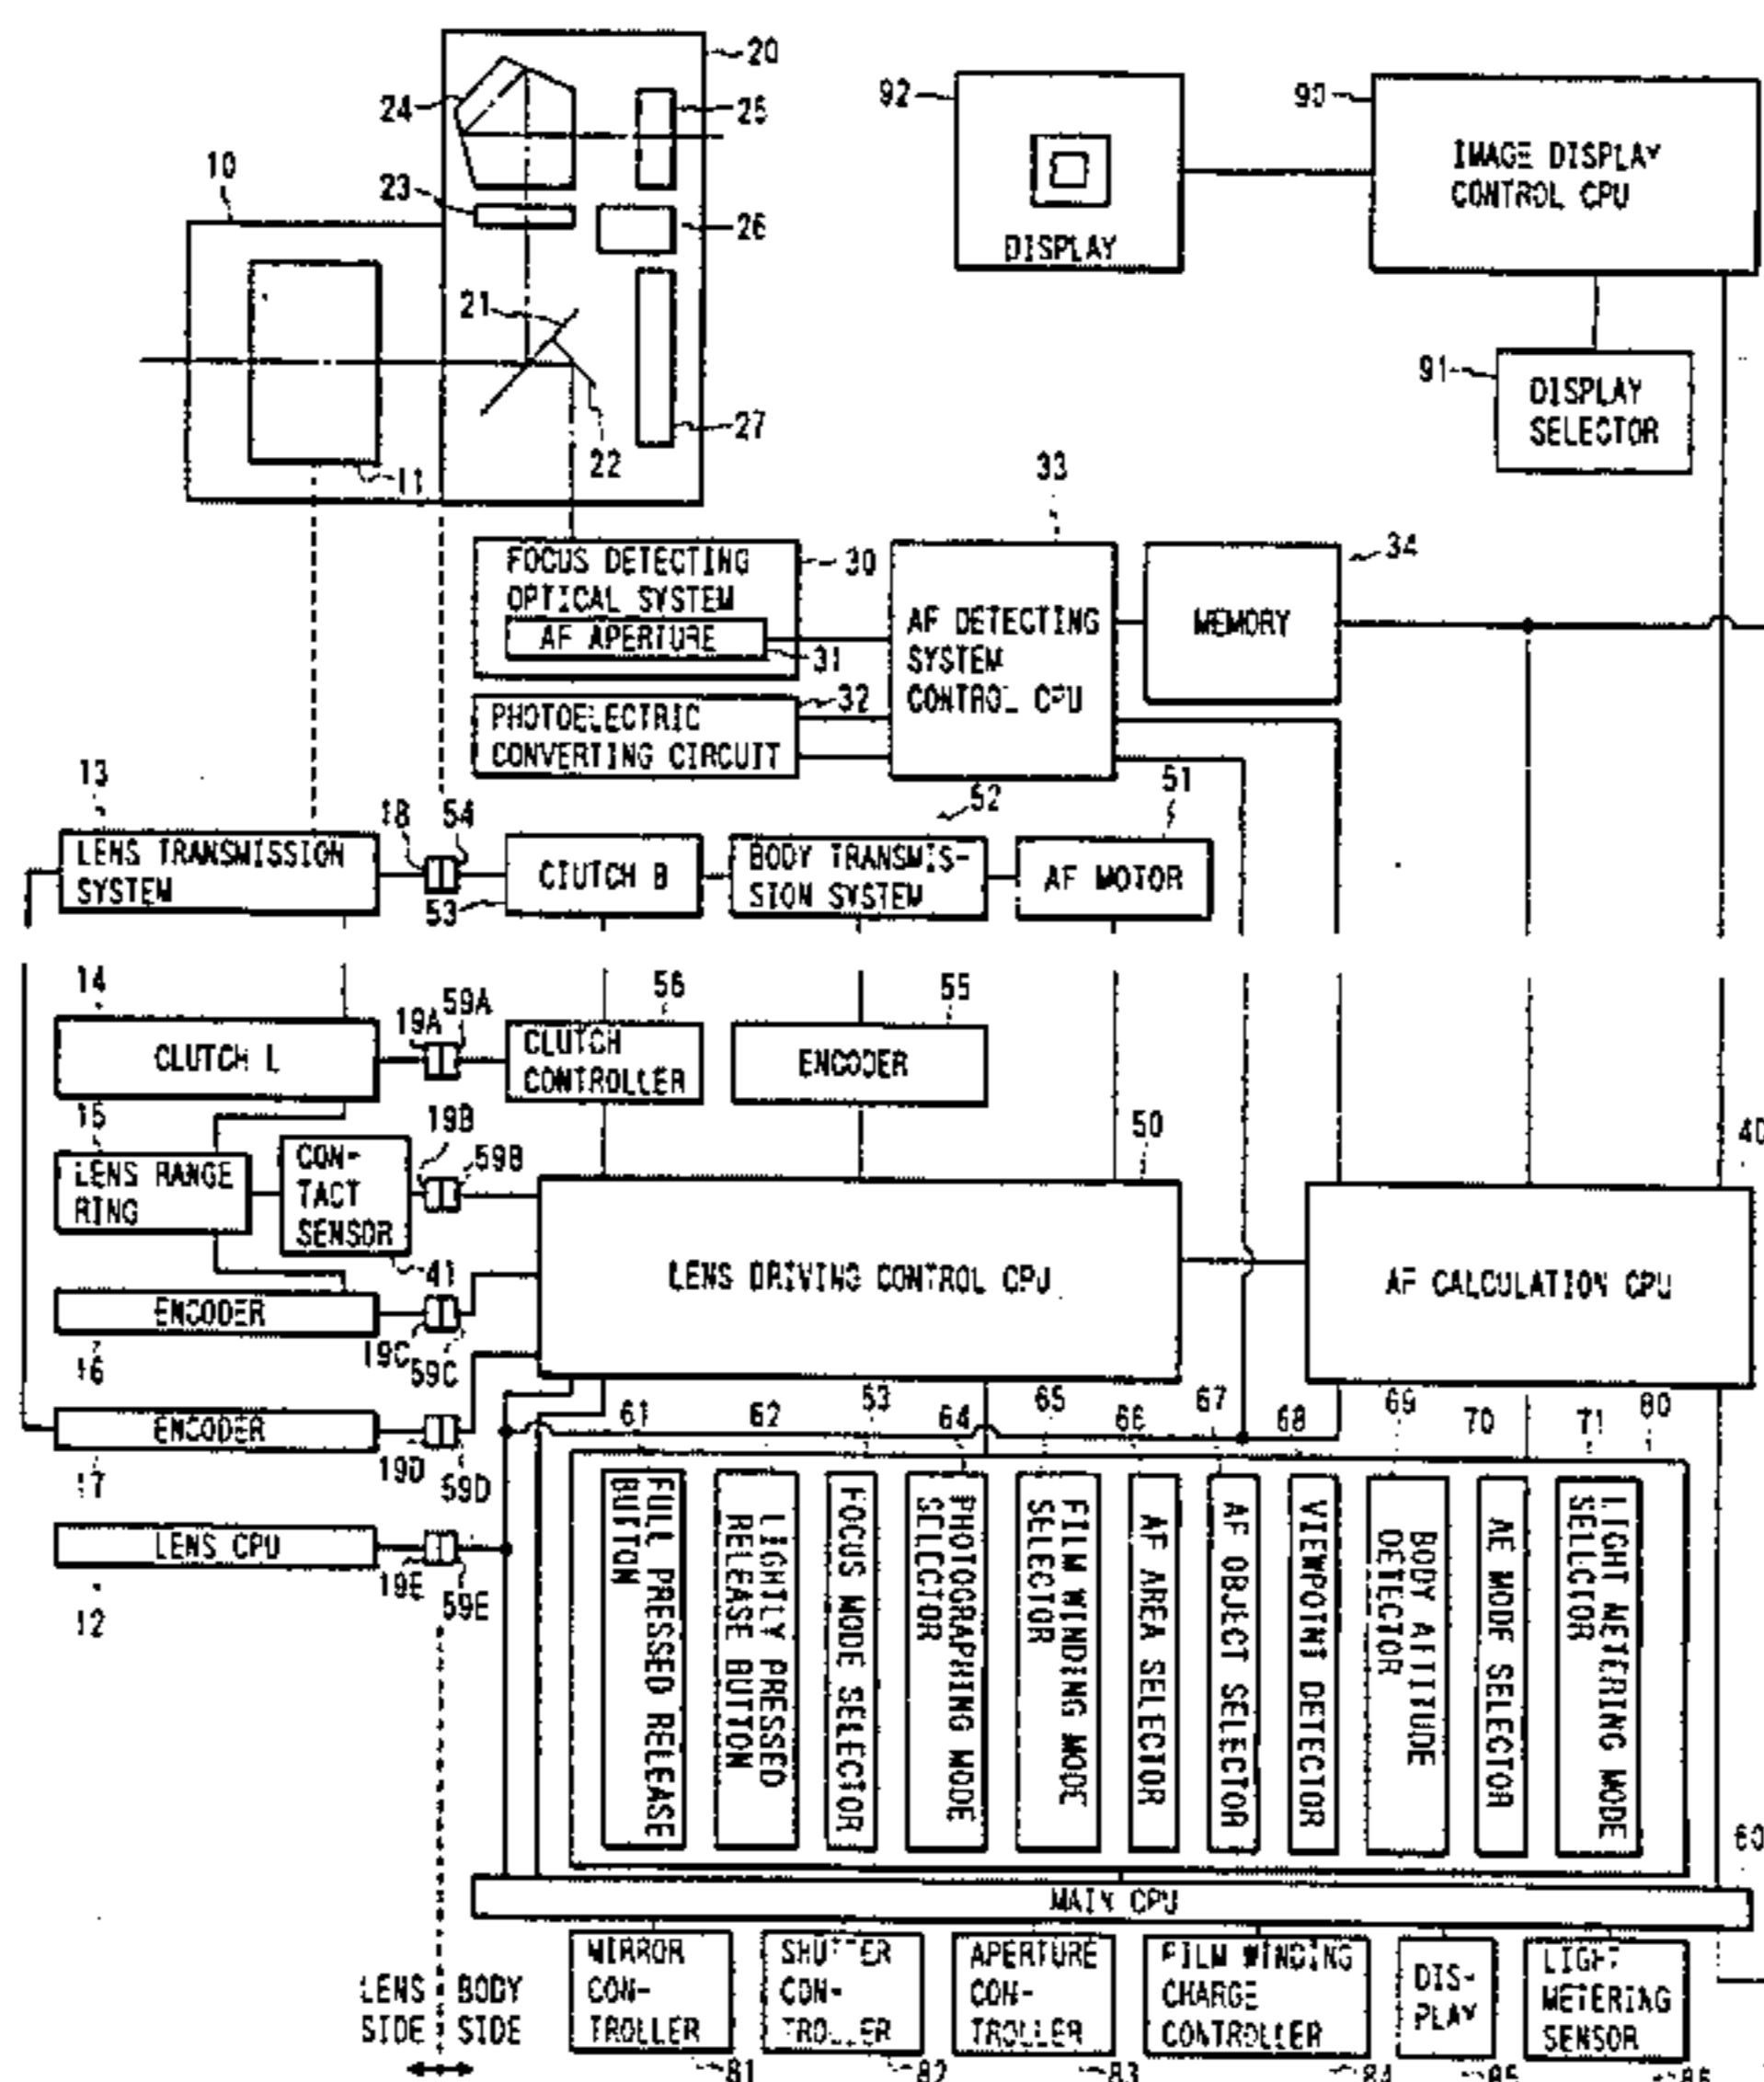 20
24
25
92
DISPLAY
90
IMAGE DISPLAY
CONTROL CPU
10
23
26
21
27
22
11
91
DISPLAY
SELECTOR
33
34
FOCUS DETECTING
OPTICAL SYSTEM
30
AF APERTURE
31
AF DETECTING
SYSTEM
CONTROL CPU
MEMORY
32
PHOTOELECTRIC
CONVERTING CIRCUIT
13
LENS TRANSMISSION
SYSTEM
18
54
53
CLUTCH B
52
BODY TRANSMIS-
SION SYSTEM
51
AF MOTOR
14
CLUTCH L
19A
59A
56
CLUTCH
CONTROLLER
55
ENCODER
15
LENS RANGE
RING
CON-
TACT
SENSOR
41
19B
59B
50
LENS DRIVING CONTROL CPU
40
AF CALCULATION CPU
ENCODER
16
19C
59C
ENCODER
17
19D
59D
LENS CPU
12
19E
59E
61
62
63
64
65
66
67
68
69
70
71
80
FULL PRESSED RELEASE
BUTTON
LIGHTLY PRESSED
RELEASE BUTTON
FOCUS MODE SELECTOR
PHOTOGRAPHING MODE
SELECTOR
FILM WINDING MODE
SELECTOR
AF AREA SELECTOR
AF OBJECT SELECTOR
VIEWPOINT DETECTOR
BODY ATTITUDE
DETECTOR
AE MODE SELECTOR
LIGHT METERING MODE
SELECTOR
60
MAIN CPU
MIRROR
CON-
TROLLER
81
SHUTTER
CON-
TROLLER
82
APERTURE
CON-
TROLLER
83
FILM WINDING
CHARGE
CONTROLLER
84
DIS-
PLAY
85
LIGHT
METERING
SENSOR
86
LENS
SIDE
BODY
SIDE